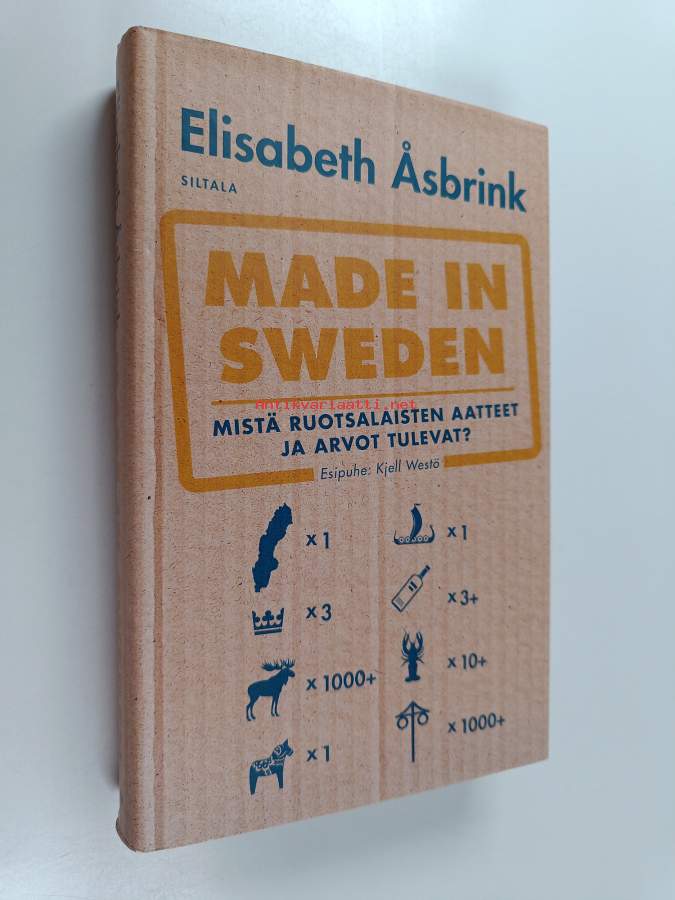 Elisabeth Åsbrink
SILTALA
MADE IN
SWEDEN
antikvariaatti.net
MISTÄ RUOTSALAISTEN AATTEET
JA ARVOT TULEVAT?
Esipuhe: Kjell Westö
x 1
x 1
x 3
x 3+
x 1000+
x 10+
x 1
x 1000+